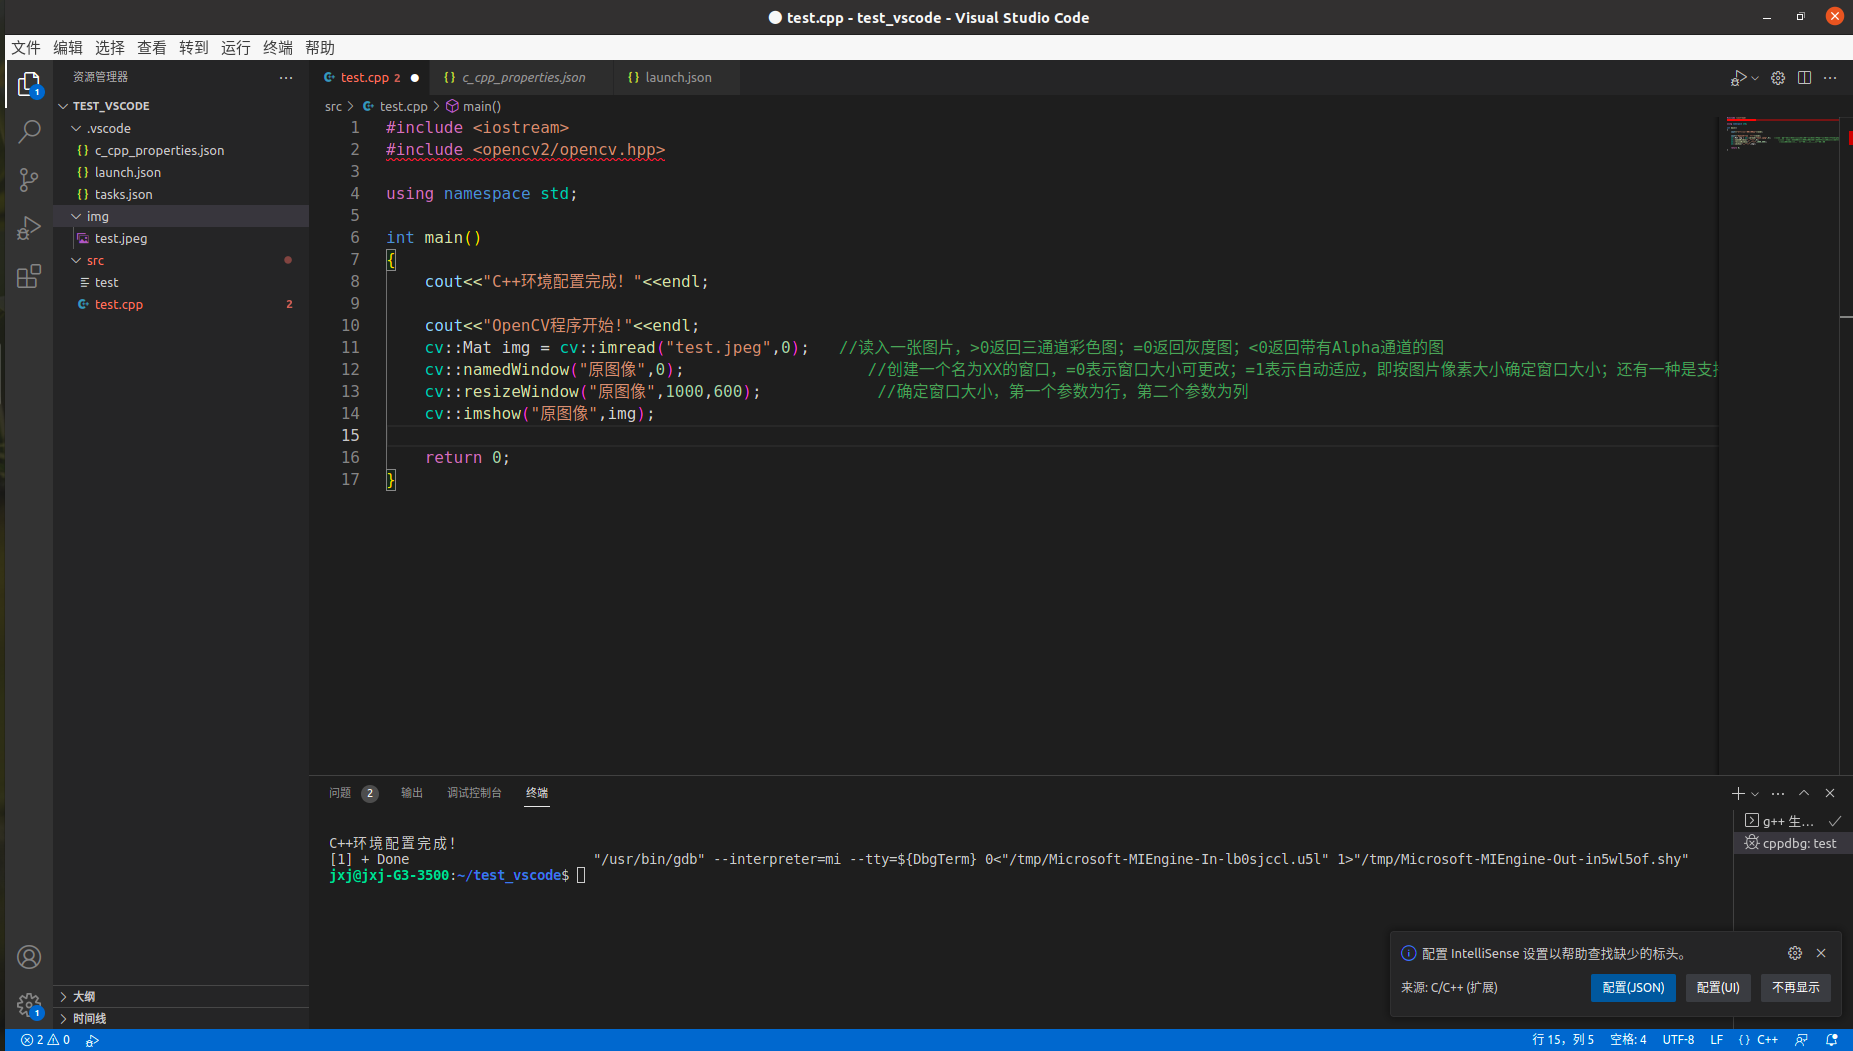 test.cpp - test_vscode - Visual Studio Code
文件 编辑 选择 查看 转到 运行 终端 帮助
资源管理器
TEST_VSCODE
.vscode
{} c_cpp_properties.json
{} launch.json
{} tasks.json
img
test.jpeg
src
test
test.cpp 2
1
test.cpp 2
{} c_cpp_properties.json
{} launch.json
src > test.cpp > main()
1 #include <iostream>
2 #include <opencv2/opencv.hpp>
3
4 using namespace std;
5
6 int main()
7 {
8 cout<<"C++环境配置完成！"<<endl;
9
10 cout<<"OpenCV程序开始!"<<endl;
11 cv::Mat img = cv::imread("test.jpeg",0); //读入一张图片，>0返回三通道彩色图；=0返回灰度图；<0返回带有Alpha通道的图
12 cv::namedWindow("原图像",0); //创建一个名为XX的窗口，=0表示窗口大小可更改；=1表示自动适应，即按图片像素大小确定窗口大小；还有一种是支持
13 cv::resizeWindow("原图像",1000,600); //确定窗口大小，第一个参数为行，第二个参数为列
14 cv::imshow("原图像",img);
15
16 return 0;
17 }
问题 2 输出 调试控制台 终端
C++环境配置完成！
[1] + Done "/usr/bin/gdb" --interpreter=mi --tty=${DbgTerm} 0<"/tmp/Microsoft-MIEngine-In-lb0sjccl.u5l" 1>"/tmp/Microsoft-MIEngine-Out-in5wl5of.shy"
jxj@jxj-G3-3500:~/test_vscode$
g++ 生...
cppdbg: test
配置 IntelliSense 设置以帮助查找缺少的标头。
来源: C/C++ (扩展)
配置(JSON)
配置(UI)
不再显示
大纲
时间线
1
2 0
行 15，列 5 空格: 4 UTF-8 LF {} C++